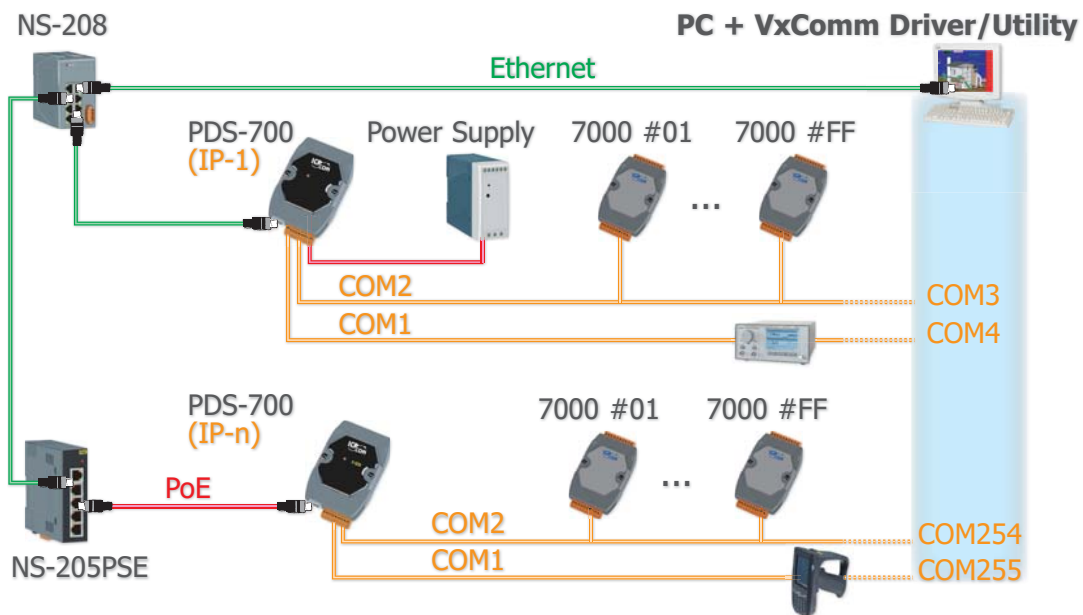 NS-208
PC + VxComm Driver/Utility
Ethernet
PDS-700
(IP-1)
Power Supply
7000 #01
7000 #FF
...
COM2
COM3
COM1
COM4
PDS-700
(IP-n)
7000 #01
7000 #FF
...
PoE
COM2
COM254
COM1
COM255
NS-205PSE